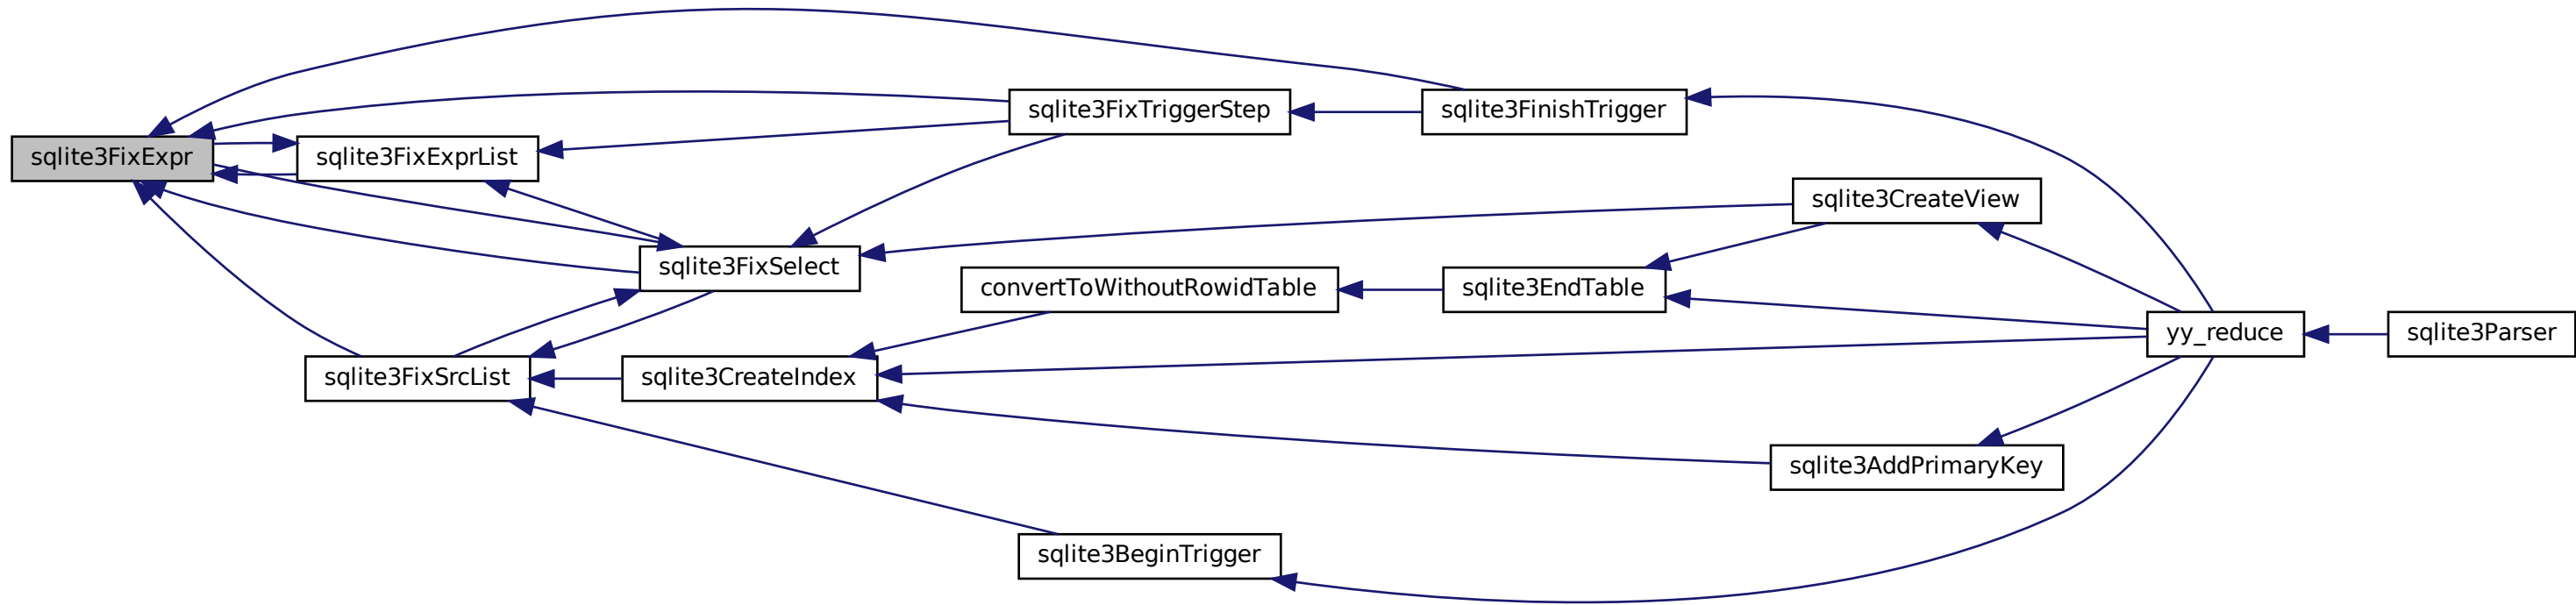 sqlite3FixExpr
sqlite3FixExprList
sqlite3FixTriggerStep
sqlite3FinishTrigger
sqlite3FixSelect
sqlite3CreateView
convertToWithoutRowidTable
sqlite3EndTable
sqlite3FixSrcList
sqlite3CreateIndex
yy_reduce
sqlite3Parser
sqlite3AddPrimaryKey
sqlite3BeginTrigger